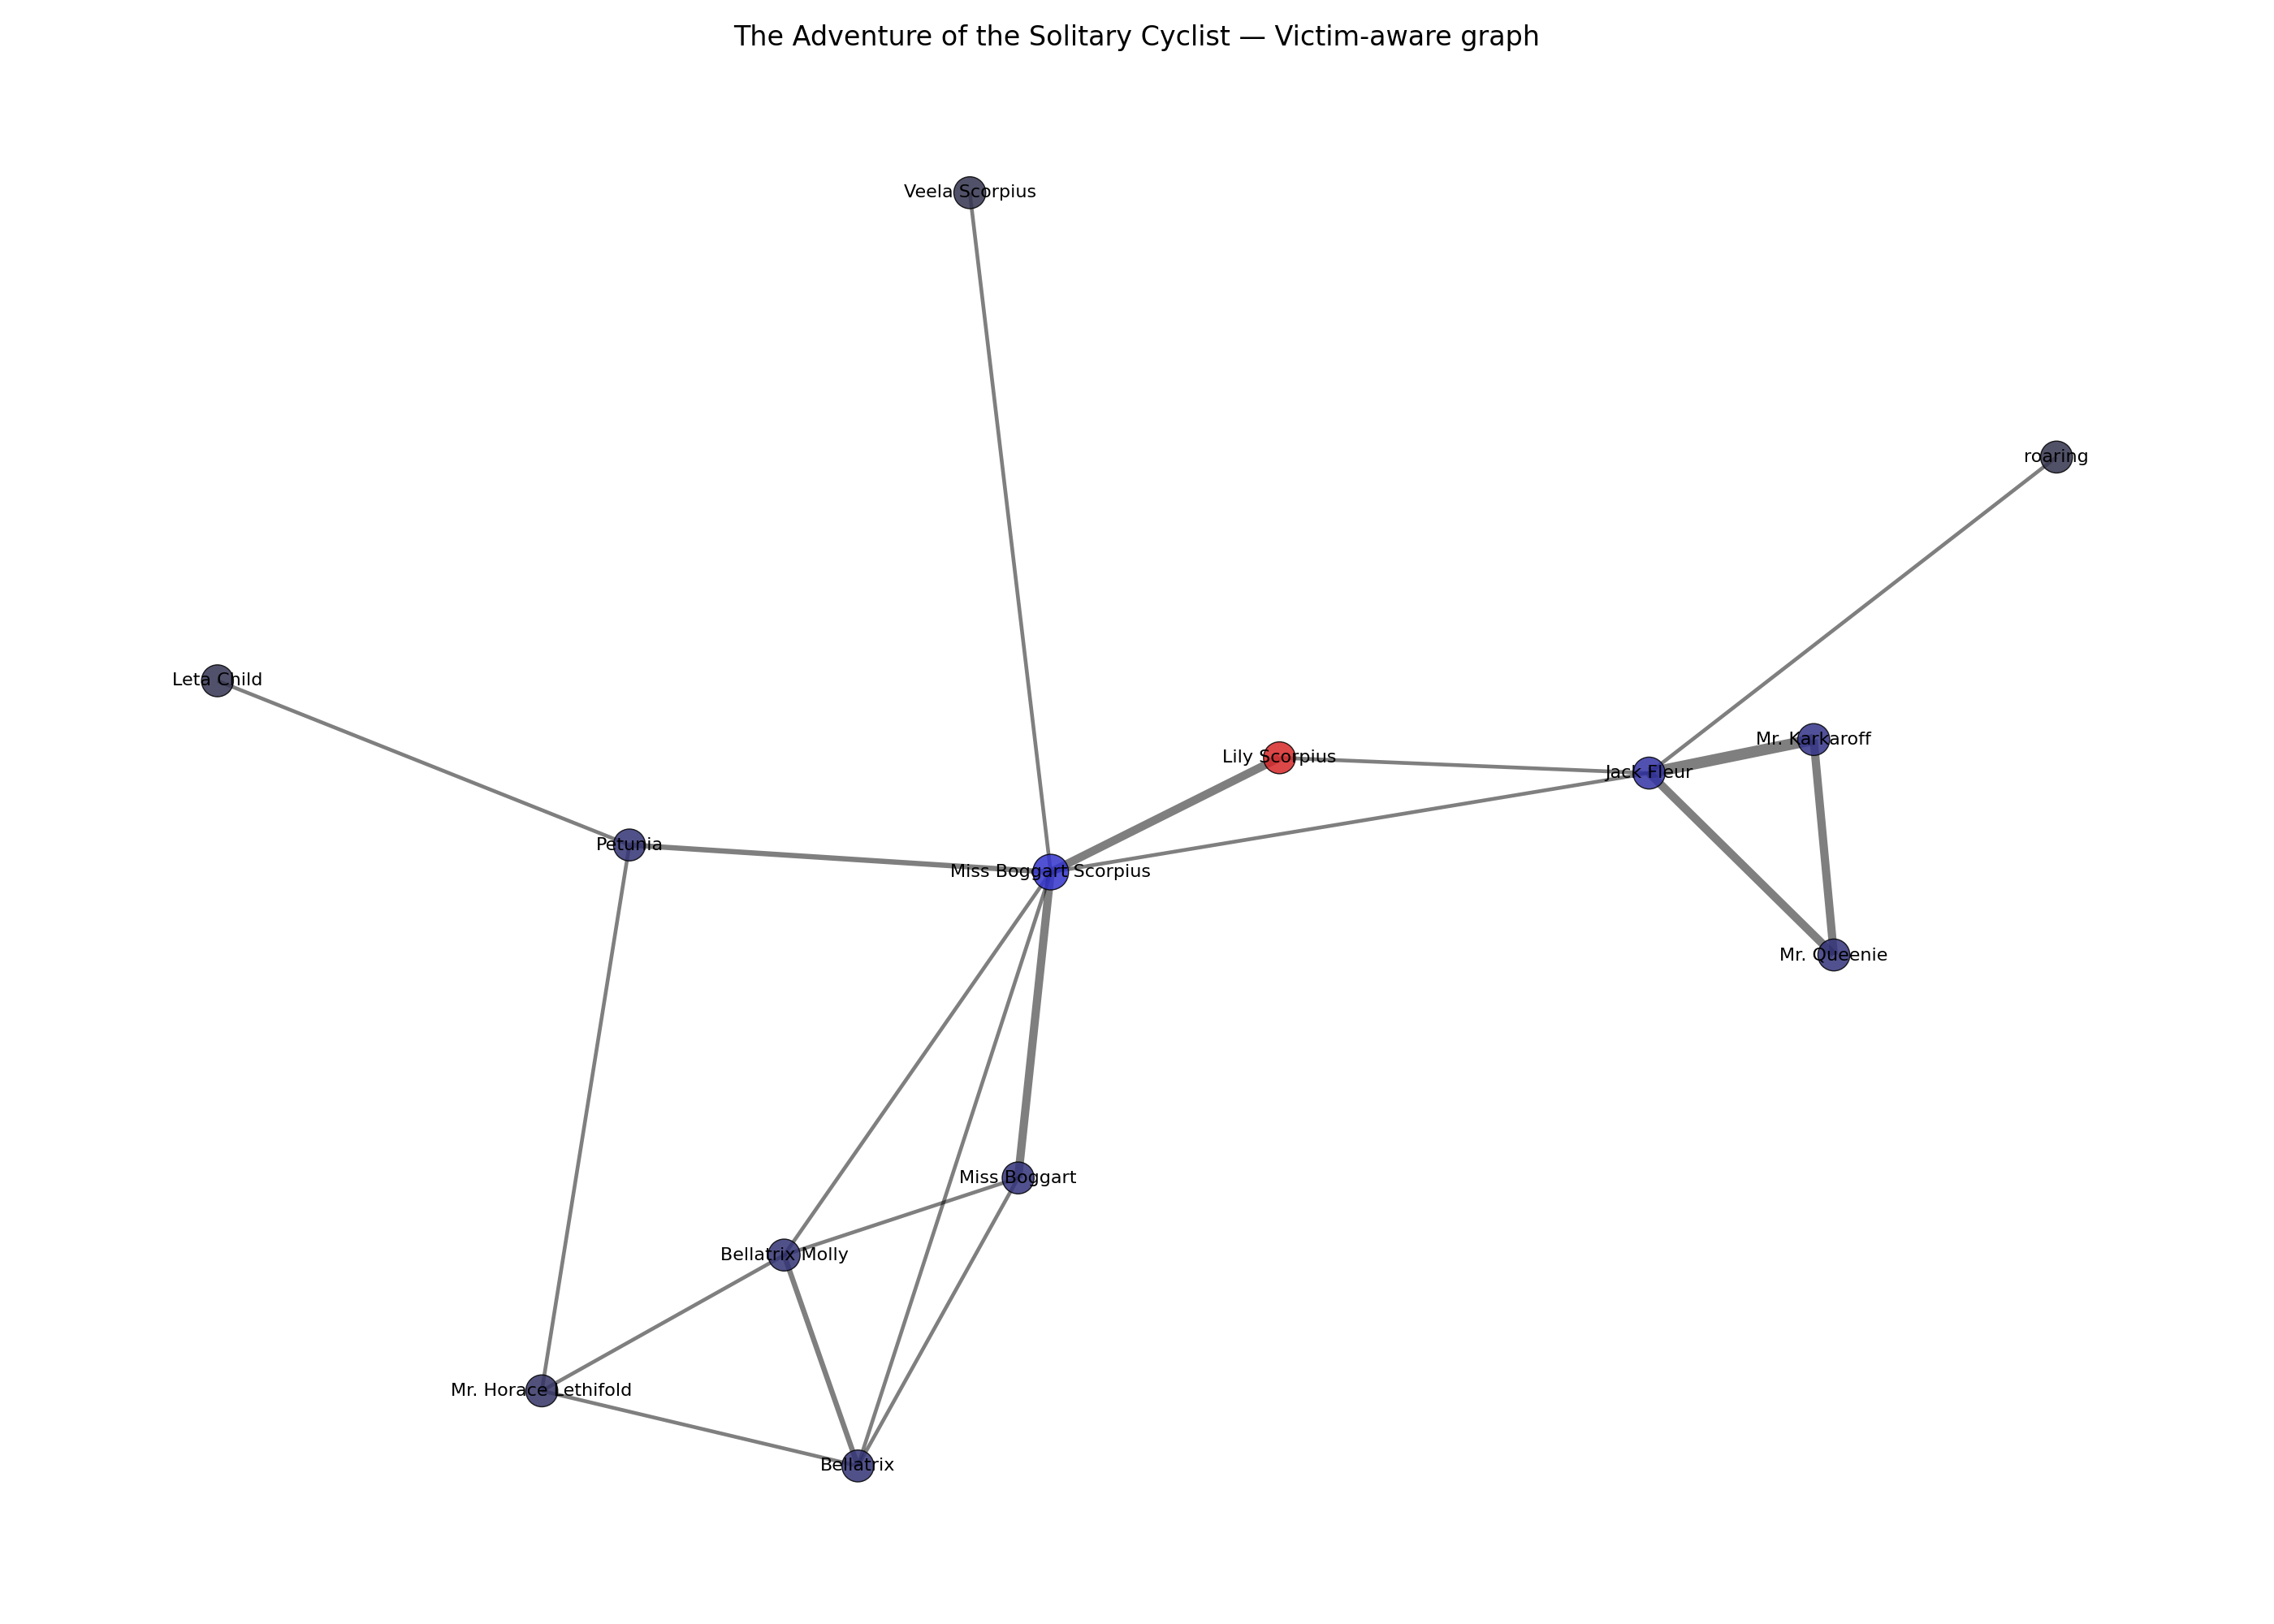 The Adventure of the Solitary Cyclist — Victim-aware graph
Veela Scorpius
roaring
Leta Child
Mr. Karkaroff
Lily Scorpius
Jack Fleur
Petunia
Miss Boggart Scorpius
Mr. Queenie
Miss Boggart
Bellatrix Molly
Mr. Horace Lethifold
Bellatrix